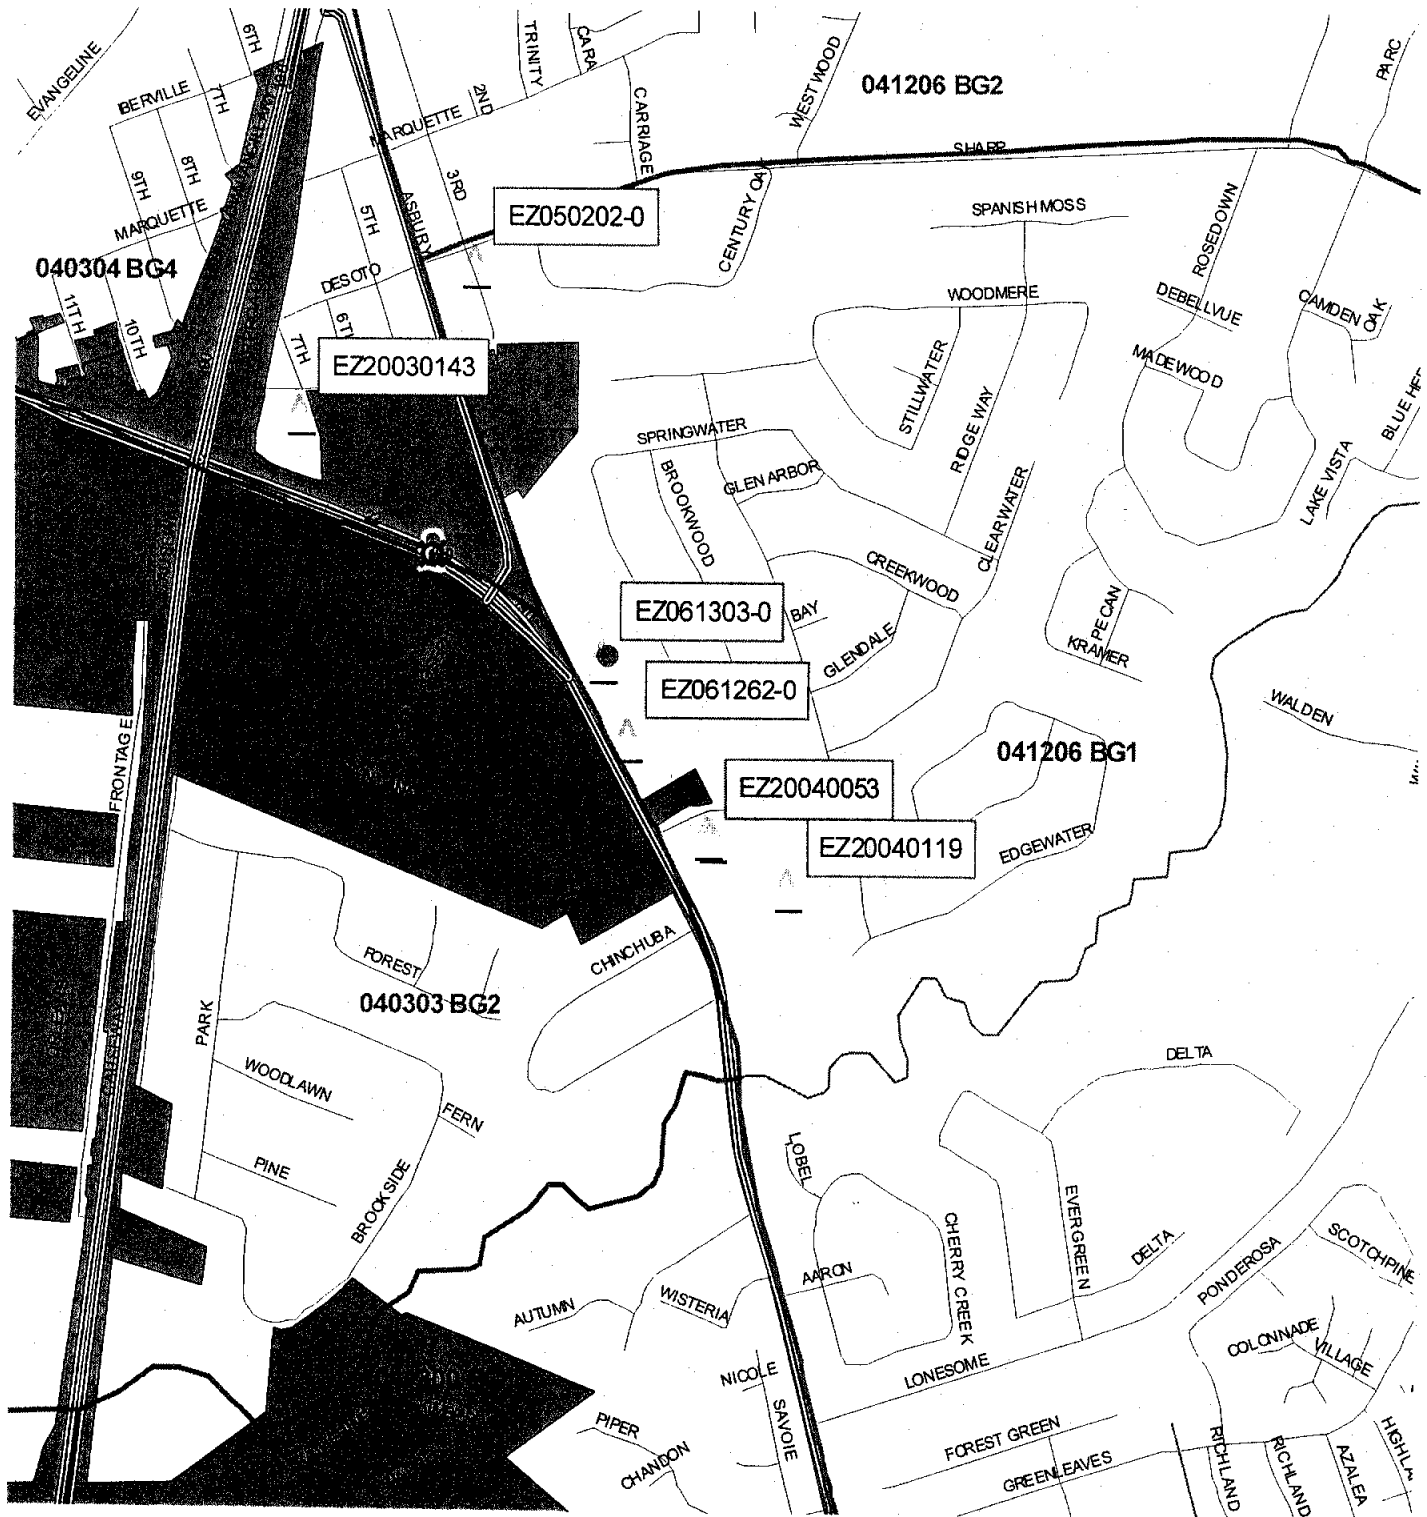 EVANGELINE
6TH
TRINITY
CARA
WESTWOOD
041206 BG2
PARC
IBERVILLE
7TH
2ND
MARQUETTE
CARRIAGE
SHARP
9TH
8TH
3RD
MARQUETTE
5TH
ASBURY
EZ050202-0
CENTURY OAK
SPANISH MOSS
ROSEDOWN
040304 BG4
DESOTO
11TH
10TH
7TH
EZ20030143
WOODMERE
DEBELLVUE
CAMDEN OAK
STILLWATER
RIDGEWAY
MADEWOOD
SPRINGWATER
BROOKWOOD
GLEN ARBOR
CLEARWATER
LAKE VISTA
CREEKWOOD
EZ061303-0
BAY
GLENDALE
PECAN
KRAMER
EZ061262-0
WALDEN
FRONTAGE
041206 BG1
EZ20040053
EZ20040119
EDGEWATER
CHINCHUBA
FOREST
040303 BG2
PARK
WOODLAWN
FERN
PINE
BROOKSIDE
DELTA
LOBEL
EVERGREEN
CHERRY CREEK
DELTA
PONDEROSA
SCOTCHPINE
AARON
AUTUMN
WISTERIA
COLONNADE
VILLAGE
NICOLE
LONESOME
SAVOIE
PIPER
CHANDON
FOREST GREEN
GREENLEAVES
RICHLAND
RICHLAND
AZALEA